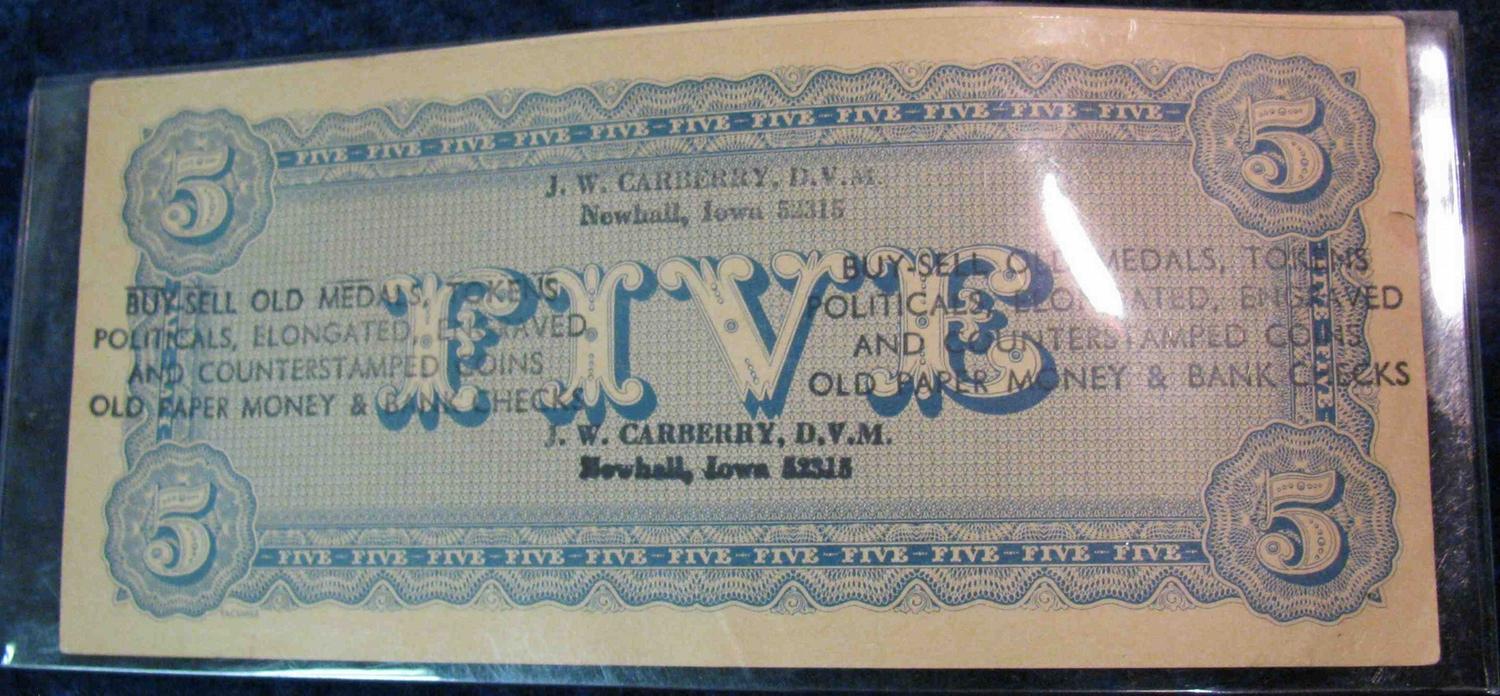 5 5
FIVE FIVE FIVE FIVE FIVE FIVE FIVE FIVE FIVE FIVE FIVE
J. W. CARBERRY, D.V.M.
Newhall, Iowa 52315
FIVE
BUY-SELL OLD MEDALS, TOKENS
POLITICALS, ELONGATED, ENGRAVED
AND COUNTERSTAMPED COINS
OLD PAPER MONEY & BANK CHECKS
BUY-SELL OLD MEDALS, TOKENS
POLITICALS, ELONGATED, ENGRAVED
AND COUNTERSTAMPED COINS
OLD PAPER MONEY & BANK CHECKS
FIVE FIVE
J. W. CARBERRY, D.V.M.
Newhall, Iowa 52315
5 5
FIVE FIVE FIVE FIVE FIVE FIVE FIVE FIVE FIVE FIVE FIVE